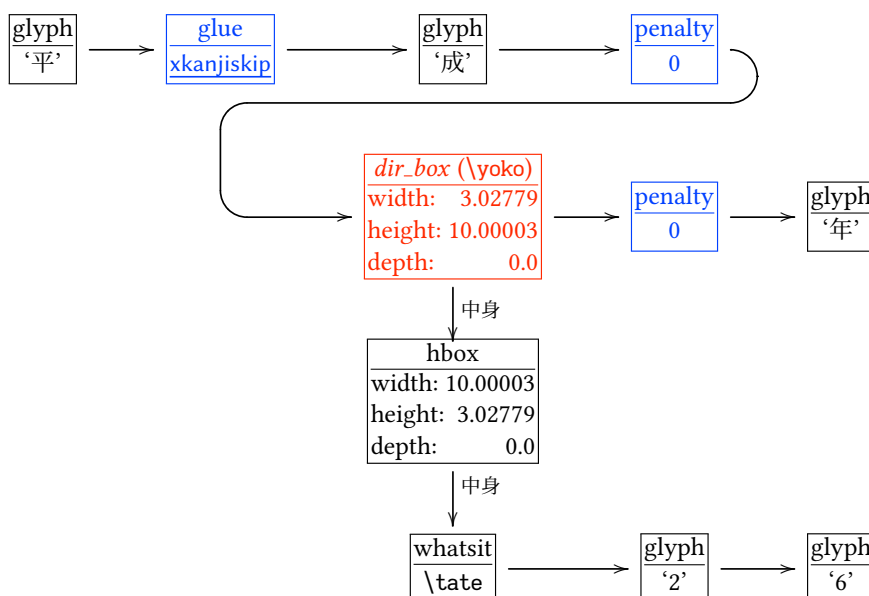 glyph
‘平’
glue
xkanjiskip
glyph
‘成’
penalty
0
dir_box (\yoko)
width: 3.02779
height: 10.00003
depth: 0.0
penalty
0
glyph
‘年’
中身
hbox
width: 10.00003
height: 3.02779
depth: 0.0
中身
whatsit
\tate
glyph
‘2’
glyph
‘6’